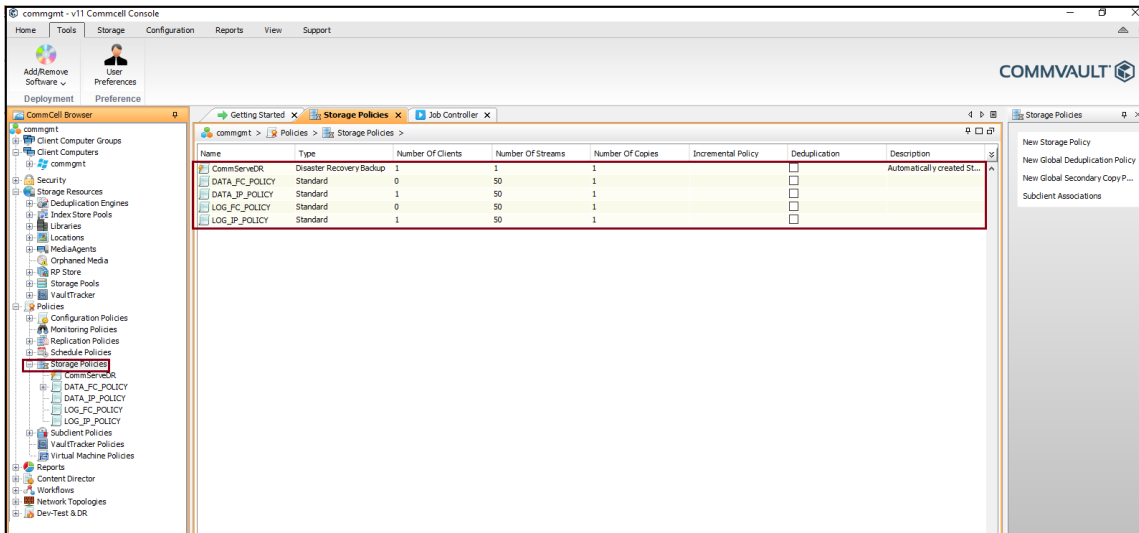 commgmt - v11 Commcell Console
Home Tools Storage Configuration Reports View Support
Add/Remove Software
User Preferences
Deployment Preference
COMMVAULT
CommCell Browser
commgmt
Client Computer Groups
Client Computers
commgmt
Security
Storage Resources
Deduplication Engines
Index Store Pools
Libraries
Locations
MediaAgents
Orphaned Media
RP Store
Storage Pools
VaultTracker
Policies
Configuration Policies
Monitoring Policies
Replication Policies
Schedule Policies
Storage Policies
CommServeDR
DATA_FC_POLICY
DATA_IP_POLICY
LOG_FC_POLICY
LOG_IP_POLICY
Subclient Policies
VaultTracker Policies
Virtual Machine Policies
Reports
Content Director
Workflows
Network Topologies
Dev-Test & DR
Getting Started Storage Policies Job Controller
commgmt > Policies > Storage Policies >
Name Type Number Of Clients Number Of Streams Number Of Copies Incremental Policy Deduplication Description
CommServeDR Disaster Recovery Backup 1 1 1 Automatically created St...
DATA_FC_POLICY Standard 0 50 1
DATA_IP_POLICY Standard 1 50 1
LOG_FC_POLICY Standard 0 50 1
LOG_IP_POLICY Standard 1 50 1
Storage Policies
New Storage Policy
New Global Deduplication Policy
New Global Secondary Copy P...
Subclient Associations